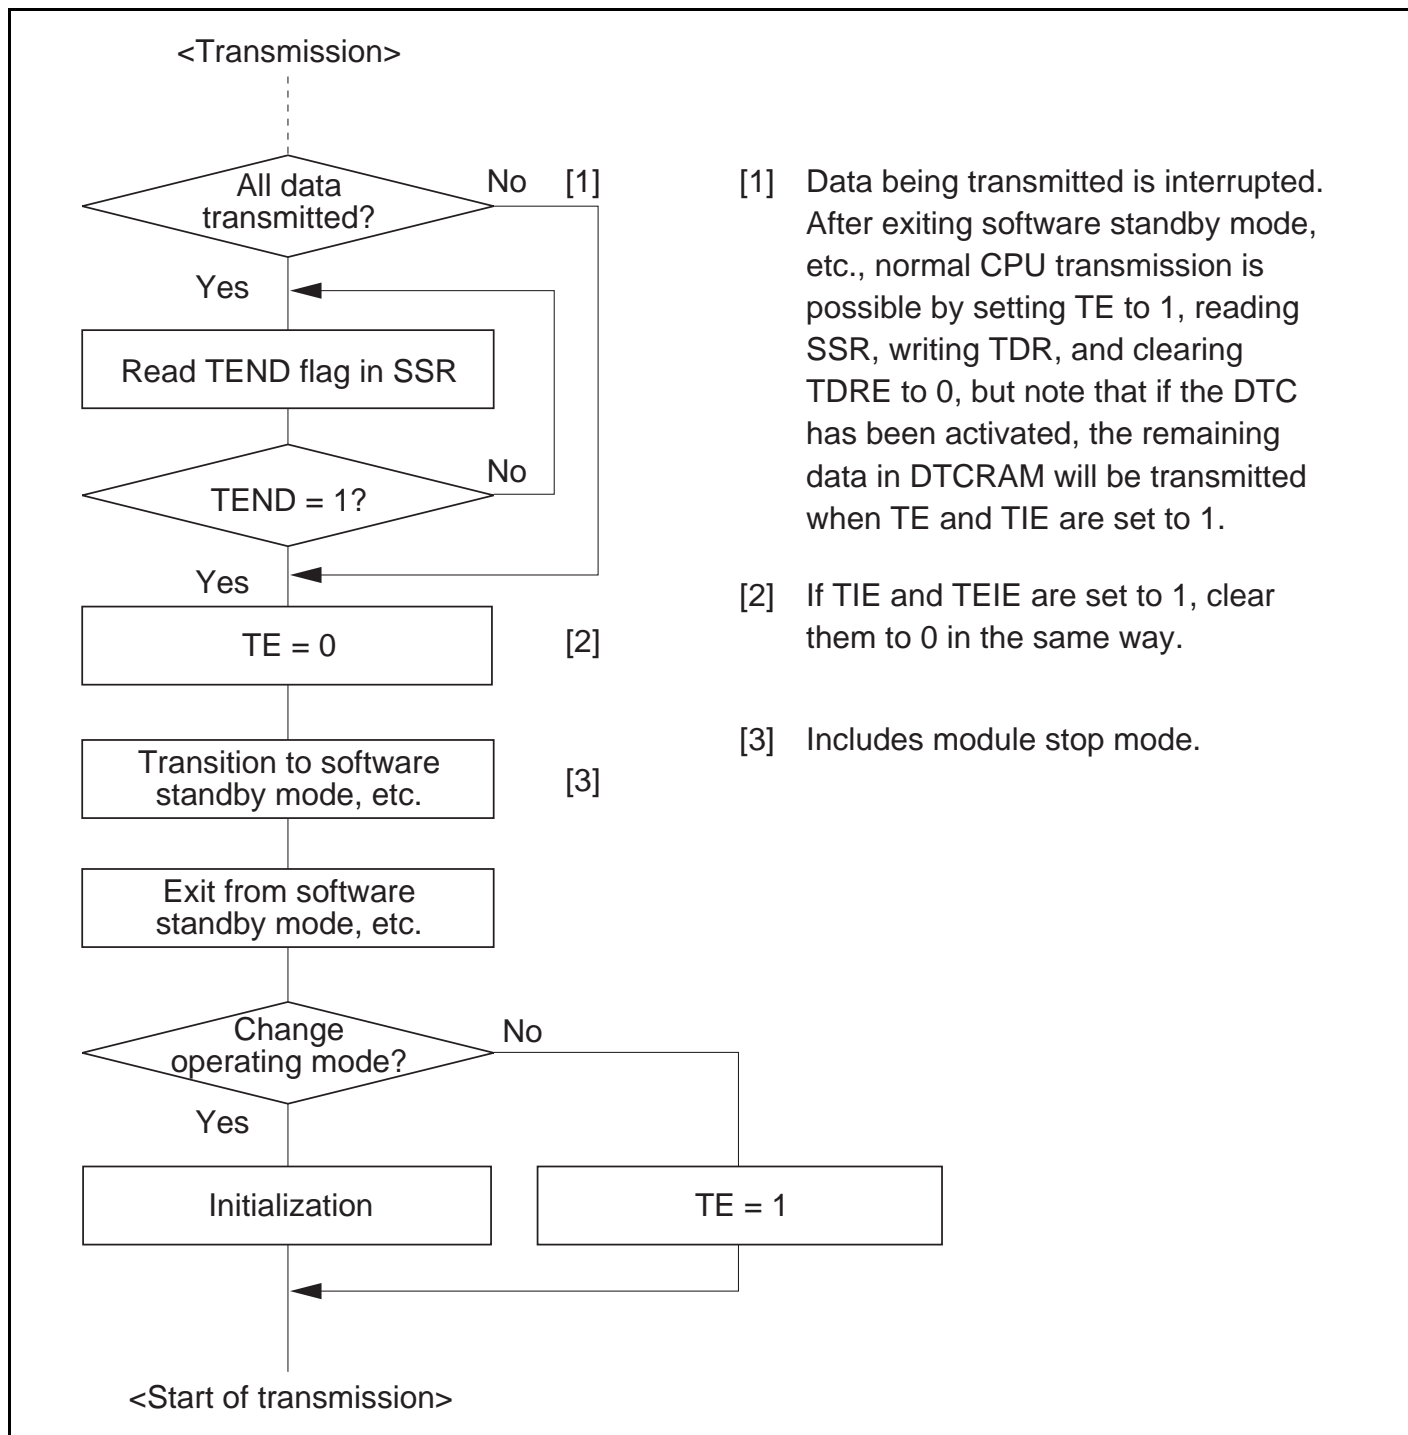 <Transmission>
All data
transmitted?
No
[1]
Yes
Read TEND flag in SSR
TEND = 1?
No
Yes
TE = 0
[2]
Transition to software
standby mode, etc.
[3]
Exit from software
standby mode, etc.
Change
operating mode?
No
Yes
Initialization
TE = 1
<Start of transmission>
[1] Data being transmitted is interrupted.
After exiting software standby mode,
etc., normal CPU transmission is
possible by setting TE to 1, reading
SSR, writing TDR, and clearing
TDRE to 0, but note that if the DTC
has been activated, the remaining
data in DTCRAM will be transmitted
when TE and TIE are set to 1.
[2] If TIE and TEIE are set to 1, clear
them to 0 in the same way.
[3] Includes module stop mode.